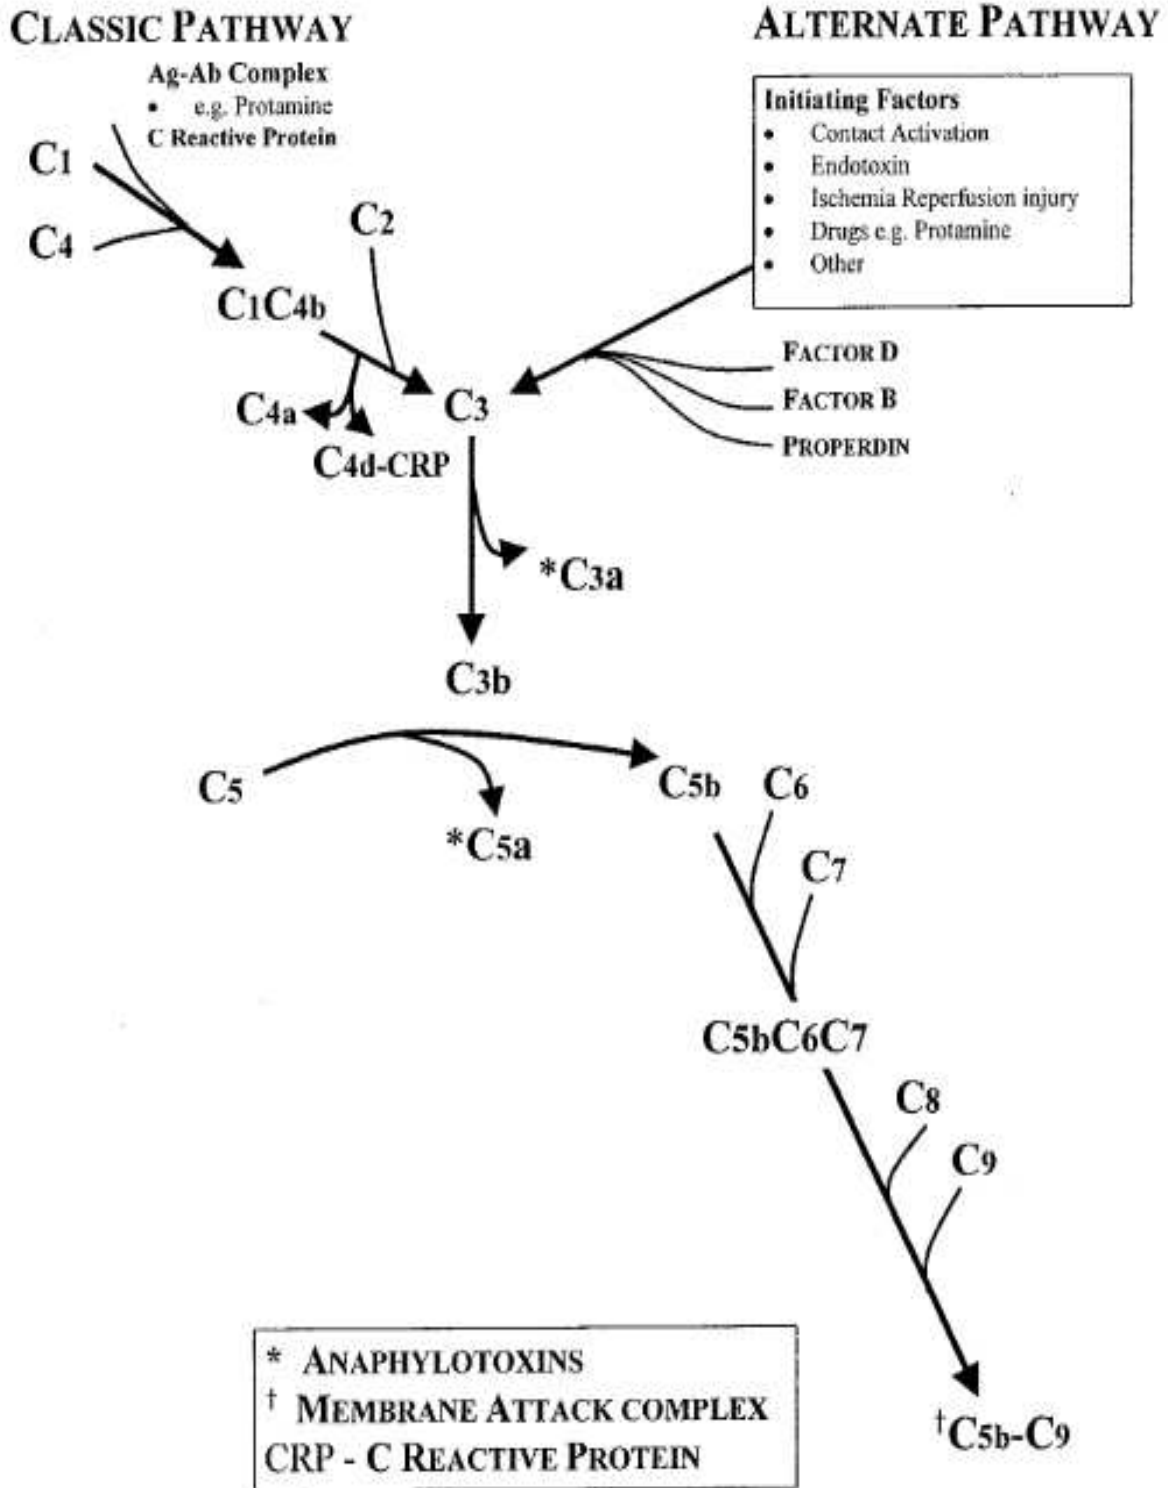 CLASSIC PATHWAY
Ag-Ab Complex
• e.g. Protamine
C Reactive Protein
C1
C4
C2
C1C4b
C4a
C4d-CRP
ALTERNATE PATHWAY
Initiating Factors
• Contact Activation
• Endotoxin
• Ischemia Reperfusion injury
• Drugs e.g. Protamine
• Other
FACTOR D
FACTOR B
PROPERDIN
C3
*C3a
C3b
C5
*C5a
C5b
C6
C7
C5bC6C7
C8
C9
†C5b-C9
* ANAPHYLOTOXINS
† MEMBRANE ATTACK COMPLEX
CRP - C REACTIVE PROTEIN